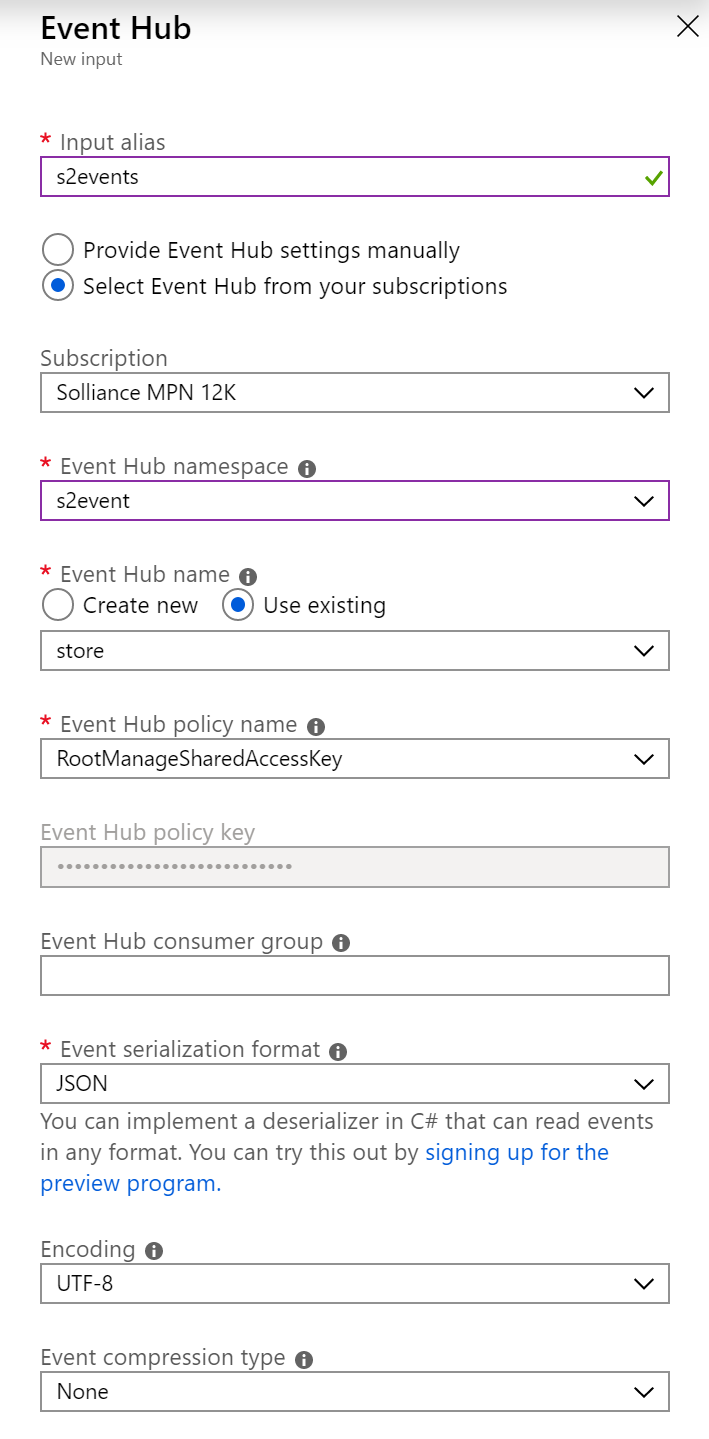 Event Hub
New input
* Input alias
s2events
Provide Event Hub settings manually
Select Event Hub from your subscriptions
Subscription
Solliance MPN 12K
* Event Hub namespace
s2event
* Event Hub name
Create new Use existing
store
* Event Hub policy name
RootManageSharedAccessKey
Event Hub policy key
•••••••••••••••••••••••••••
Event Hub consumer group
* Event serialization format
JSON
You can implement a deserializer in C# that can read events
in any format. You can try this out by signing up for the
preview program.
Encoding
UTF-8
Event compression type
None